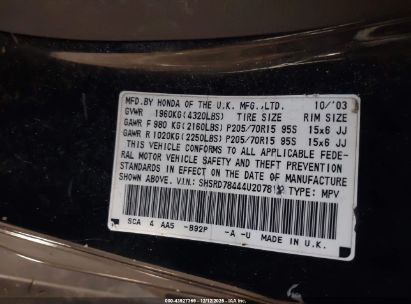 MFD. BY HONDA OF THE U.K. MFG., LTD. 10/'03
GVWR 1960KG(4320LBS) TIRE SIZE RIM SIZE
GAWR F 980 KG(2160LBS) P205/70R15 95S 15x6 JJ
GAWR R 1020KG(2250LBS) P205/70R15 95S 15x6 JJ
THIS VEHICLE CONFORMS TO ALL APPLICABLE FEDE-
RAL MOTOR VEHICLE SAFETY AND THEFT PREVENTION
STANDARDS IN EFFECT ON THE DATE OF MANUFACTURE
SHOWN ABOVE. V.I.N: TYPE: MPV
SCA 4 AA5 -B92P -A -U MADE IN U.K.